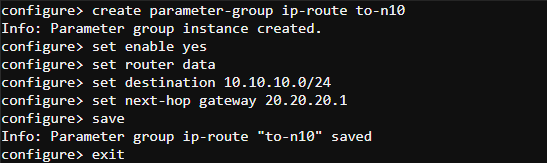 configure> create parameter-group ip-route to-n10
Info: Parameter group instance created.
configure> set enable yes
configure> set router data
configure> set destination 10.10.10.0/24
configure> set next-hop gateway 20.20.20.1
configure> save
Info: Parameter group ip-route "to-n10" saved
configure> exit